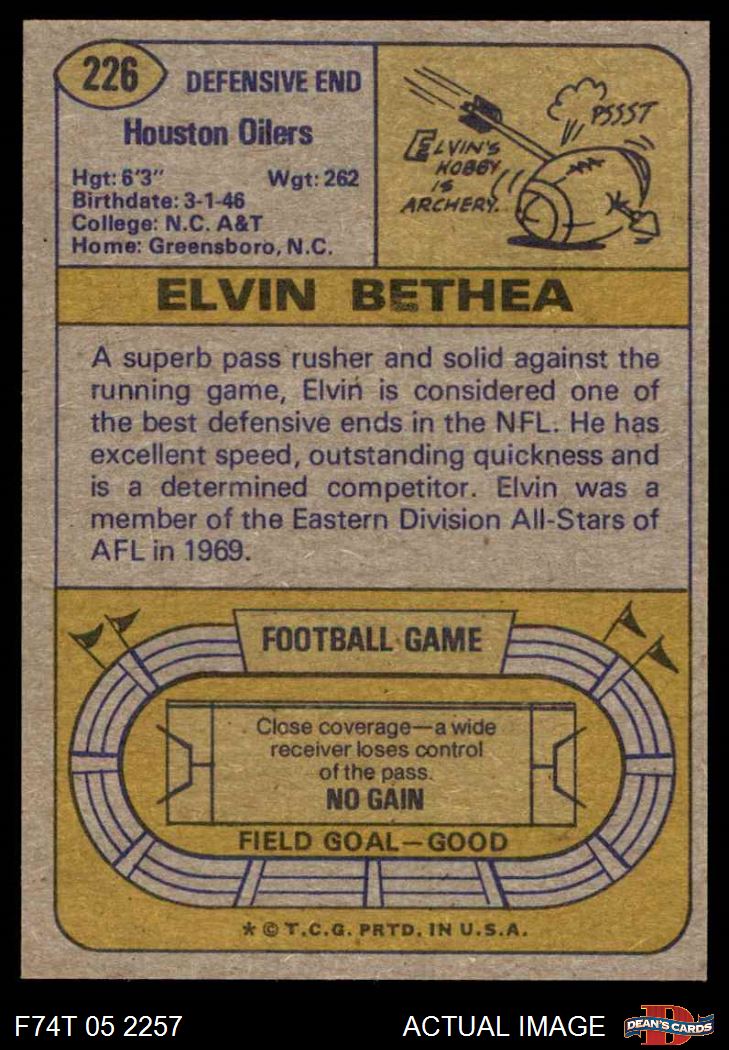 226
DEFENSIVE END
Houston Oilers
Hgt: 6'3" Wgt: 262
Birthdate: 3-1-46
College: N.C. A&T
Home: Greensboro, N.C.
PSSST
ELVIN'S
HOBBY
IS
ARCHERY.
ELVIN BETHEA
A superb pass rusher and solid against the
running game, Elvin is considered one of
the best defensive ends in the NFL. He has
excellent speed, outstanding quickness and
is a determined competitor. Elvin was a
member of the Eastern Division All-Stars of
AFL in 1969.
FOOTBALL GAME
Close coverage—a wide
receiver loses control
of the pass.
NO GAIN
FIELD GOAL—GOOD
* © T.C.G. PRTD. IN U.S.A.
F74T 05 2257
ACTUAL IMAGE
DEAN'S CARDS